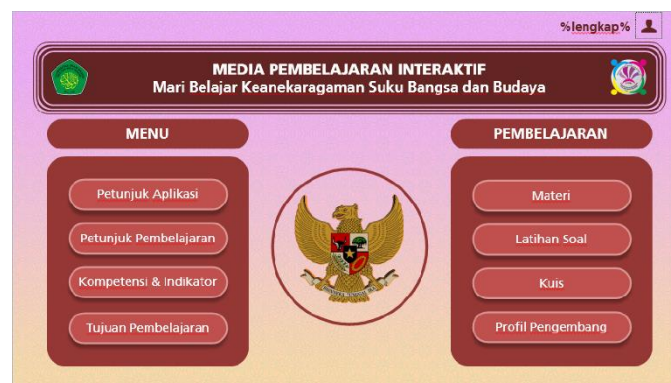 %lengkap%
MEDIA PEMBELAJARAN INTERAKTIF
Mari Belajar Keanekaragaman Suku Bangsa dan Budaya
MENU
Petunjuk Aplikasi
Petunjuk Pembelajaran
Kompetensi & Indikator
Tujuan Pembelajaran
PEMBELAJARAN
Materi
Latihan Soal
Kuis
Profil Pengembang